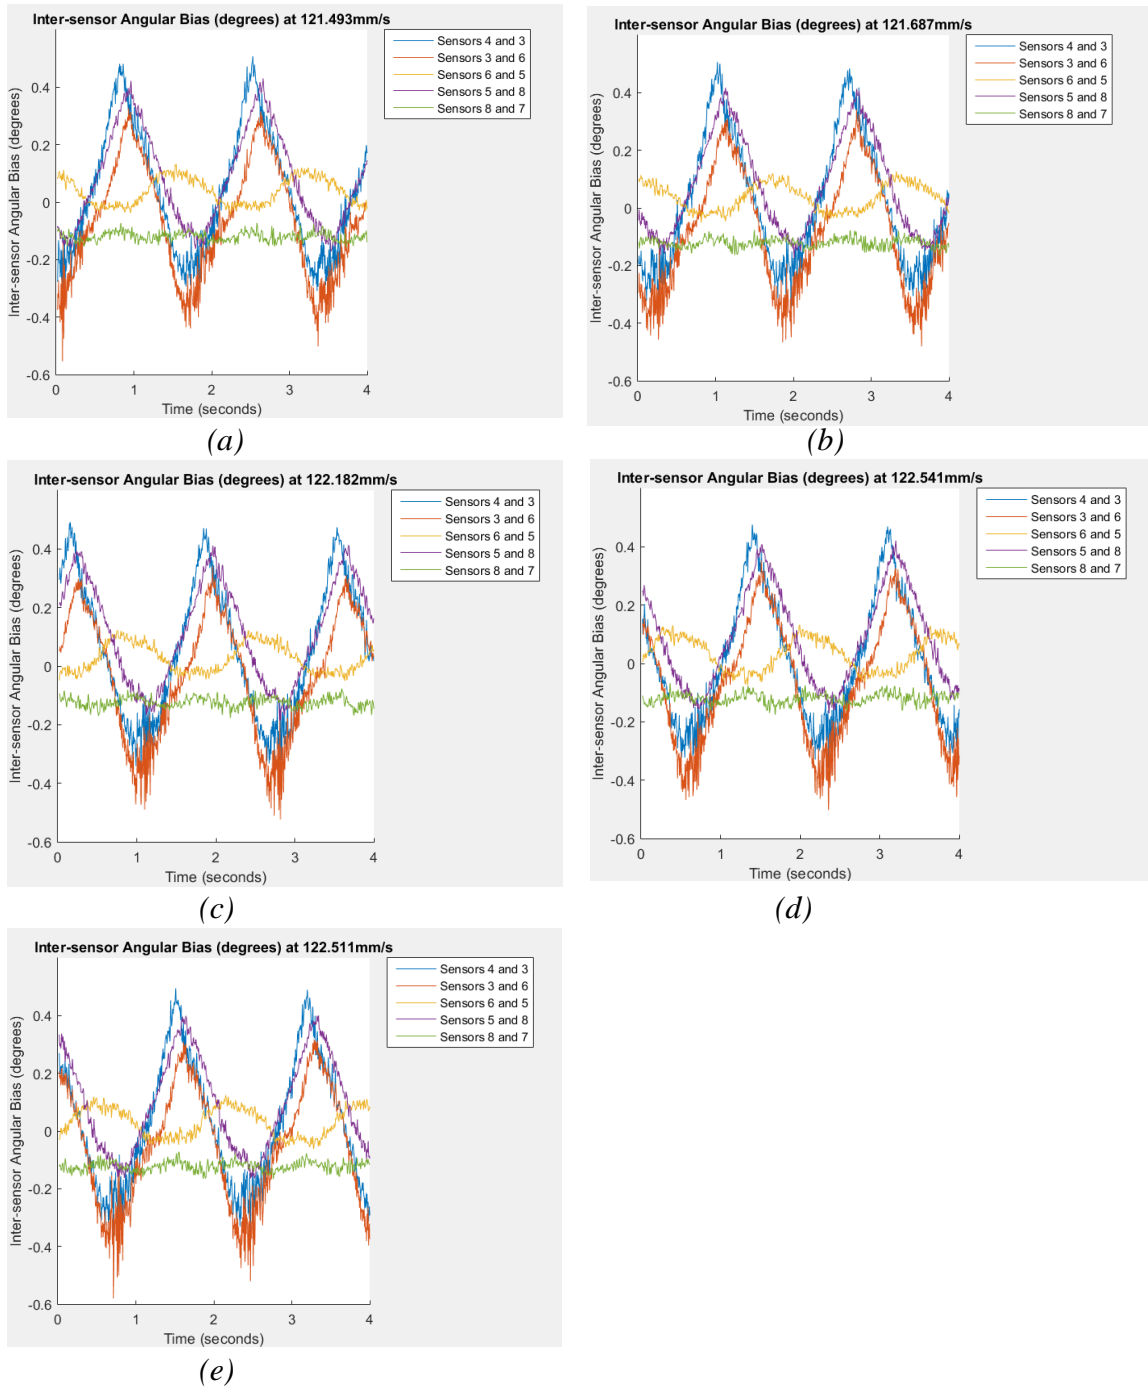 Inter-sensor Angular Bias (degrees) at 121.493mm/s
Sensors 4 and 3
Sensors 3 and 6
Sensors 6 and 5
Sensors 5 and 8
Sensors 8 and 7
Inter-sensor Angular Bias (degrees)
0.4
0.2
0
-0.2
-0.4
-0.6
0 1 2 3 4
Time (seconds)
(a)
Inter-sensor Angular Bias (degrees) at 121.687mm/s
Sensors 4 and 3
Sensors 3 and 6
Sensors 6 and 5
Sensors 5 and 8
Sensors 8 and 7
Inter-sensor Angular Bias (degrees)
0.4
0.2
0
-0.2
-0.4
-0.6
0 1 2 3 4
Time (seconds)
(b)
Inter-sensor Angular Bias (degrees) at 122.182mm/s
Sensors 4 and 3
Sensors 3 and 6
Sensors 6 and 5
Sensors 5 and 8
Sensors 8 and 7
Inter-sensor Angular Bias (degrees)
0.4
0.2
0
-0.2
-0.4
-0.6
0 1 2 3 4
Time (seconds)
(c)
Inter-sensor Angular Bias (degrees) at 122.541mm/s
Sensors 4 and 3
Sensors 3 and 6
Sensors 6 and 5
Sensors 5 and 8
Sensors 8 and 7
Inter-sensor Angular Bias (degrees)
0.4
0.2
0
-0.2
-0.4
-0.6
0 1 2 3 4
Time (seconds)
(d)
Inter-sensor Angular Bias (degrees) at 122.511mm/s
Sensors 4 and 3
Sensors 3 and 6
Sensors 6 and 5
Sensors 5 and 8
Sensors 8 and 7
Inter-sensor Angular Bias (degrees)
0.4
0.2
0
-0.2
-0.4
-0.6
0 1 2 3 4
Time (seconds)
(e)